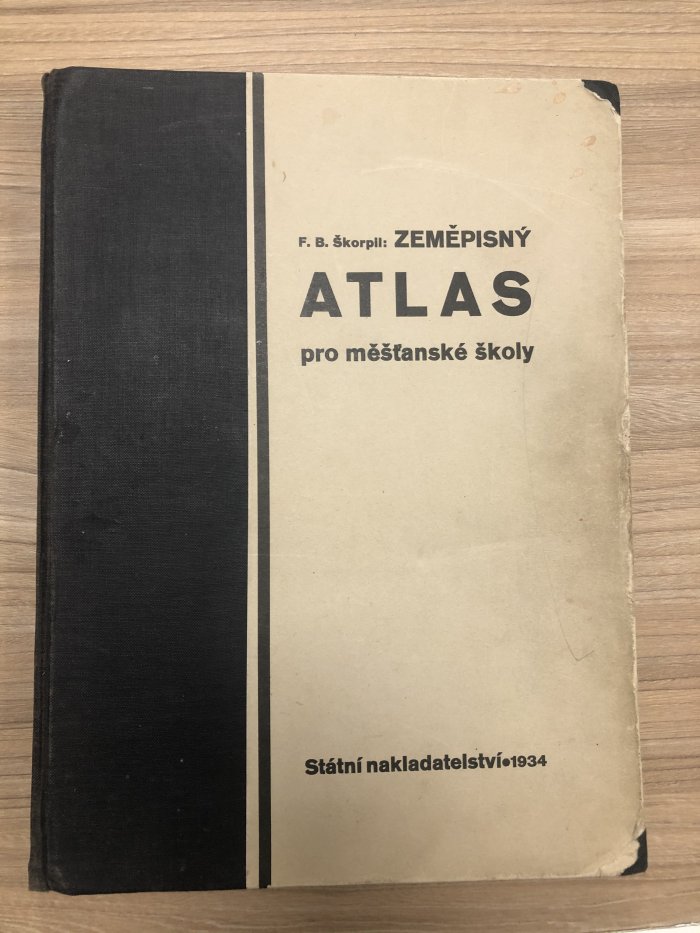 F. B. Škorpil: ZEMĚPISNÝ
ATLAS
pro měšťanské školy
Státní nakladatelství•1934